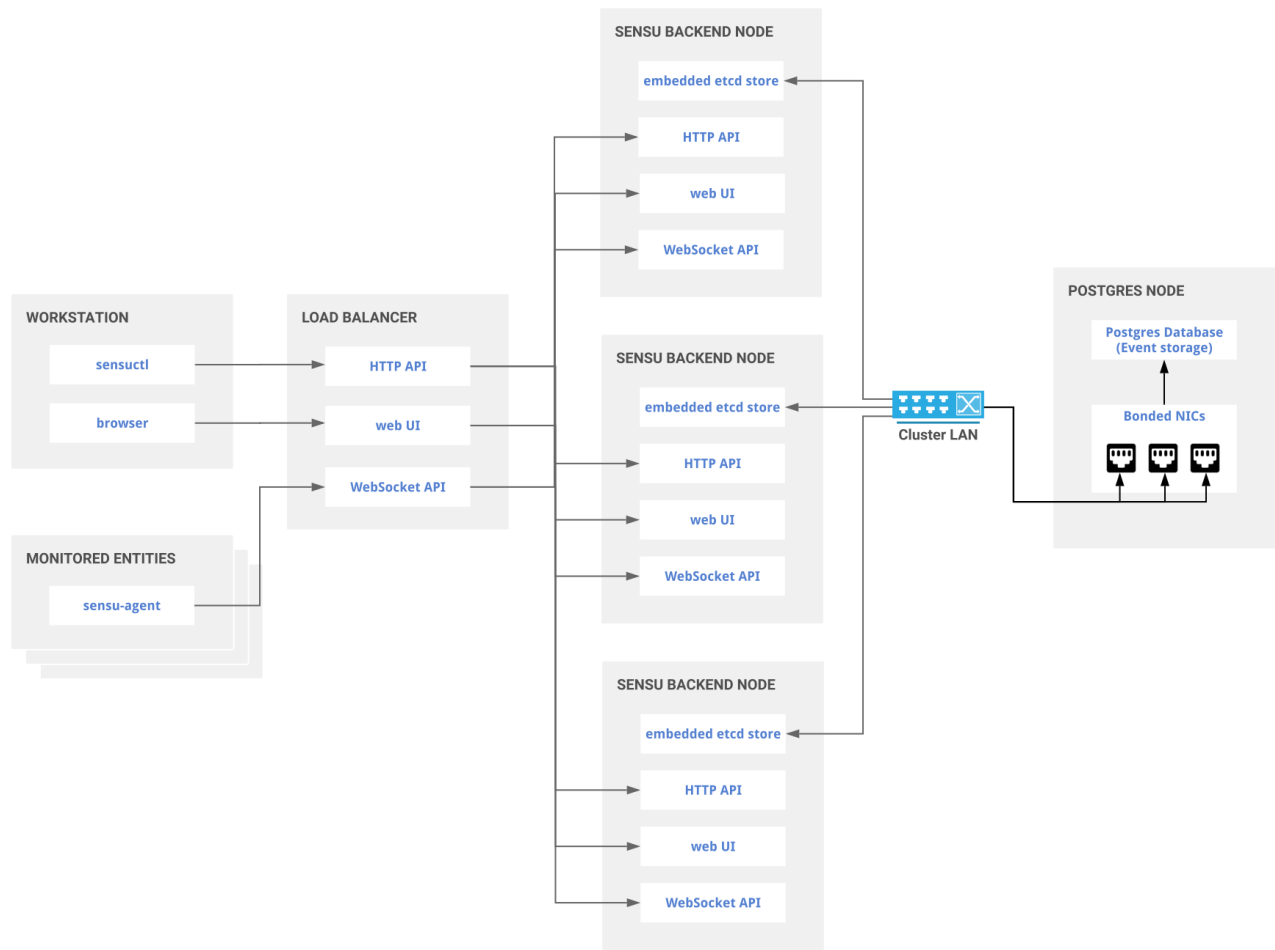 WORKSTATION
sensuctl
browser
MONITORED ENTITIES
sensu-agent
LOAD BALANCER
HTTP API
web UI
WebSocket API
SENSU BACKEND NODE
embedded etcd store
HTTP API
web UI
WebSocket API
SENSU BACKEND NODE
embedded etcd store
HTTP API
web UI
WebSocket API
SENSU BACKEND NODE
embedded etcd store
HTTP API
web UI
WebSocket API
Cluster LAN
POSTGRES NODE
Postgres Database
(Event storage)
Bonded NICs